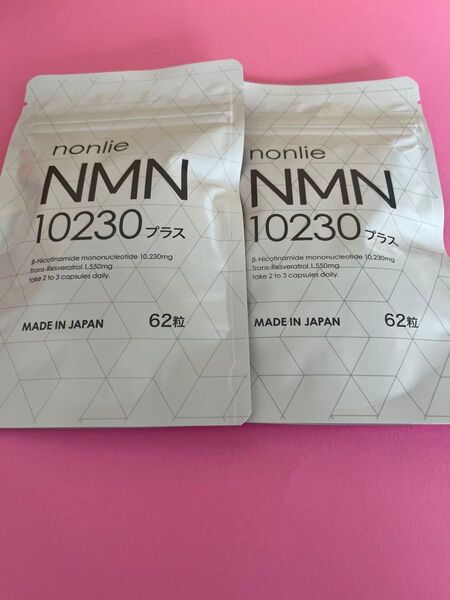 nonlie
NMN
10230プラス
β-Nicotinamide mononucleotide 10,230mg
Trans-Resveratrol 1,550mg
take 2 to 3 capsules daily.
MADE IN JAPAN 62粒
nonlie
NMN
10230プラス
β-Nicotinamide mononucleotide 10,230mg
Trans-Resveratrol 1,550mg
take 2 to 3 capsules daily.
MADE IN JAPAN 62粒